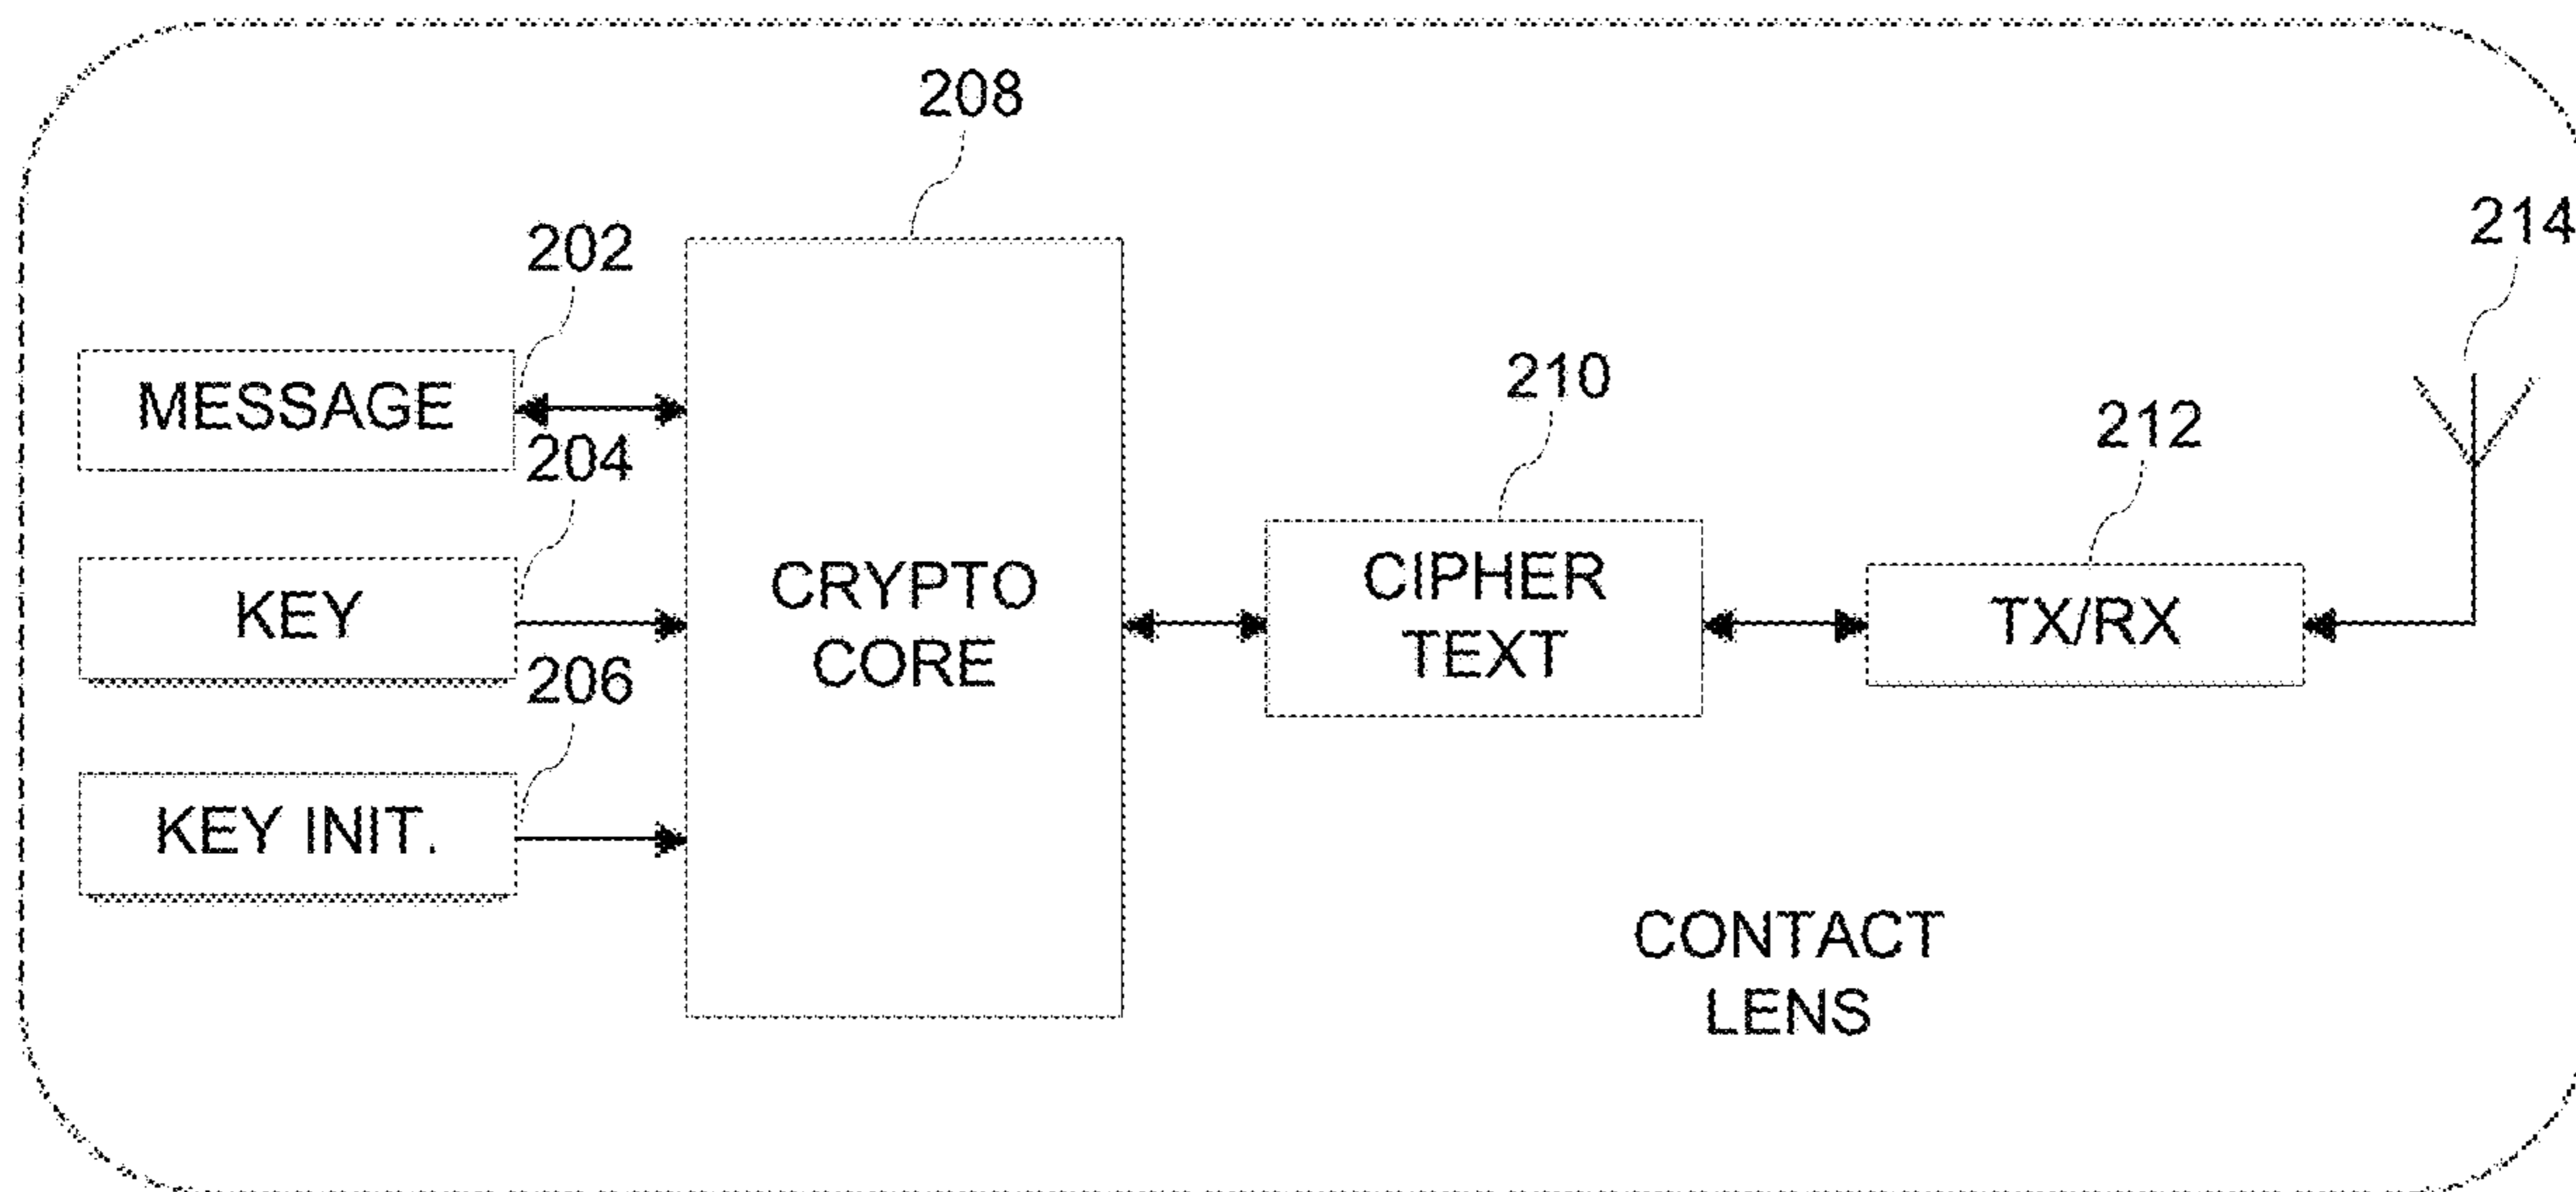 208
202
214
MESSAGE
210
204
212
KEY
CRYPTO
CORE
CIPHER
TEXT
TX/RX
206
KEY INIT.
CONTACT
LENS